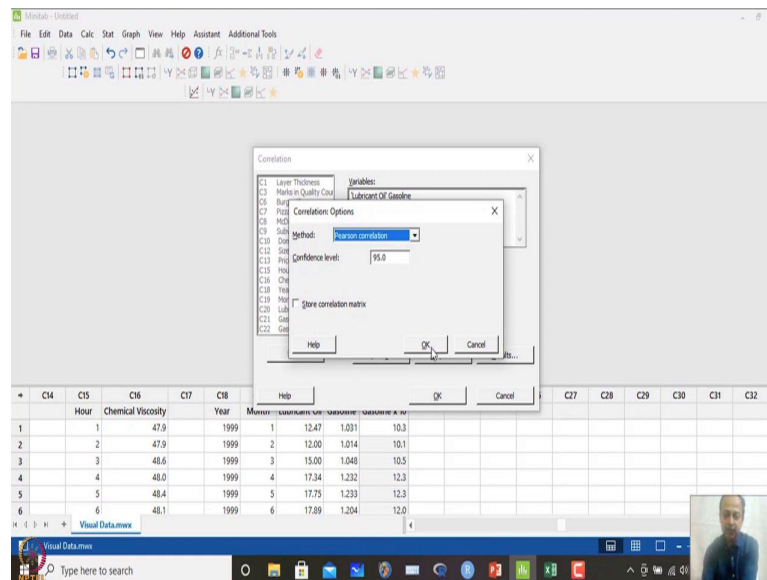 Minitab - Untitled
File Edit Data Calc Stat Graph View Help Assistant Additional Tools
Correlation
C1 Layer Thickness
C3 Marks in Quality Cou
C6 Burg
C7 Pizz
C8 McD
C9 Sub
C10 Don
C12 Size
C13 Pric
C15 Hou
C16 Che
C18 Yea
C19 Mon
C20 Lub
C21 Gas
C22 Gas
Variables:
'Lubricant Oil' Gasoline
Correlation: Options
Method: Pearson correlation
Confidence level: 95.0
Store correlation matrix
Help OK Cancel
Help OK Cancel
C14 C15 C16 C17 C18 C27 C28 C29 C30 C31 C32
Hour Chemical Viscosity Year Month Lubricant Oil Gasoline Gasoline x 10
1 1 47.9 1999 1 12.47 1.031 10.3
2 2 47.9 1999 2 12.00 1.014 10.1
3 3 48.6 1999 3 15.00 1.048 10.5
4 4 48.0 1999 4 17.34 1.232 12.3
5 5 48.4 1999 5 17.75 1.233 12.3
6 6 48.1 1999 6 17.89 1.204 12.0
Visual Data.mwx
Visual Data.mwx
Type here to search
NPTEL